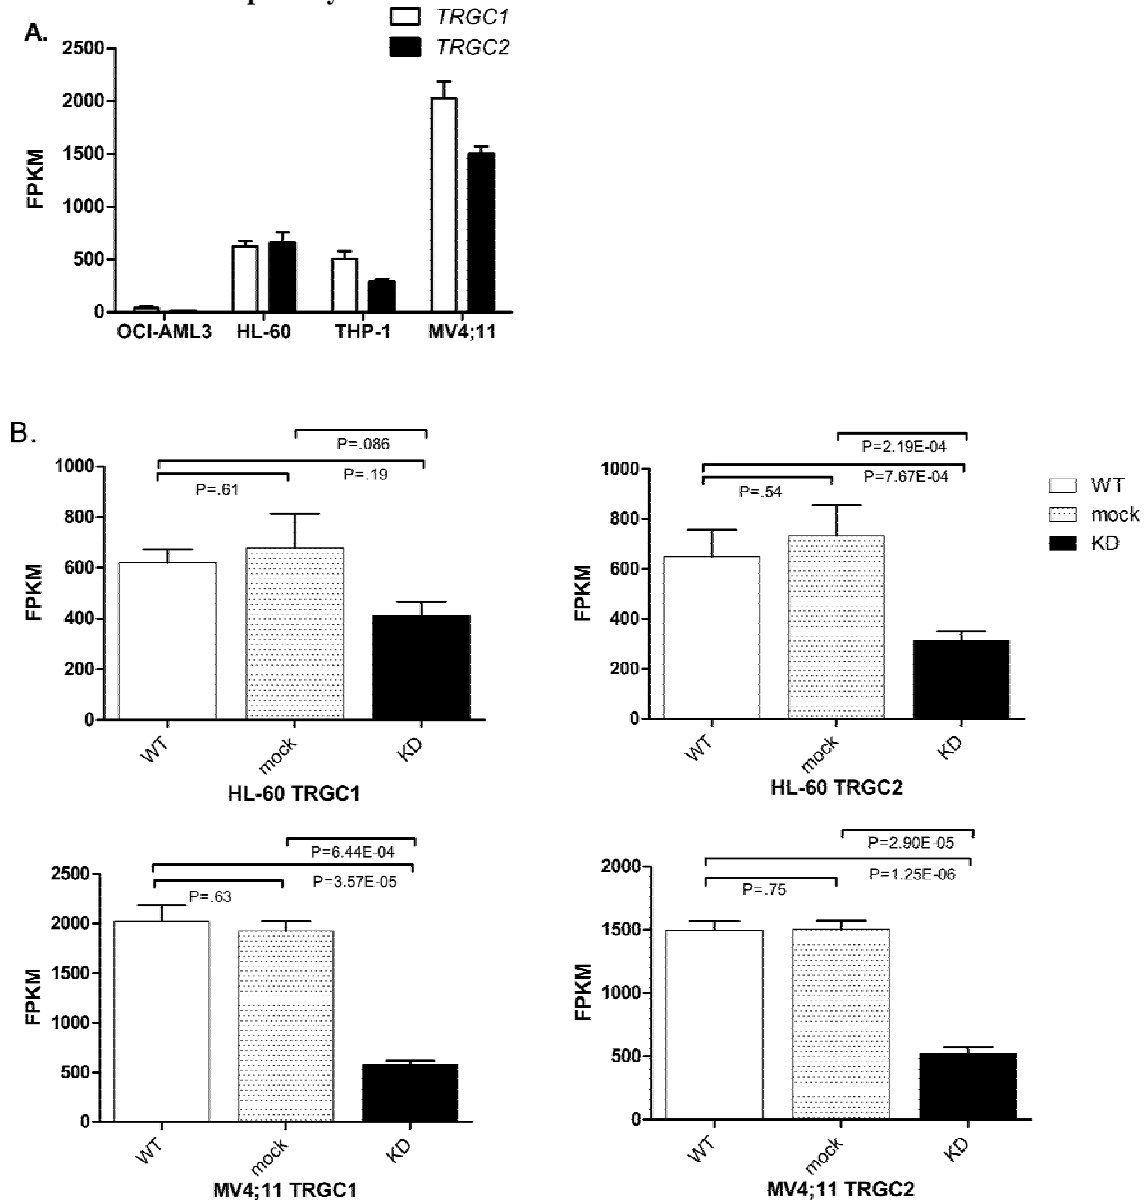 A.
TRGC1
TRGC2
2500
2000
1500
1000
500
0
FPKM
OCI-AML3 HL-60 THP-1 MV4;11
B.
P=.086
P=.19
P=.61
1000
800
600
400
200
0
FPKM
WT mock KD
HL-60 TRGC1
P=2.19E-04
P=7.67E-04
P=.54
1000
800
600
400
200
0
FPKM
WT mock KD
HL-60 TRGC2
WT
mock
KD
P=6.44E-04
P=3.57E-05
P=.63
2500
2000
1500
1000
500
0
FPKM
WT mock KD
MV4;11 TRGC1
P=2.90E-05
P=1.25E-06
P=.75
2000
1500
1000
500
0
FPKM
WT mock KD
MV4;11 TRGC2